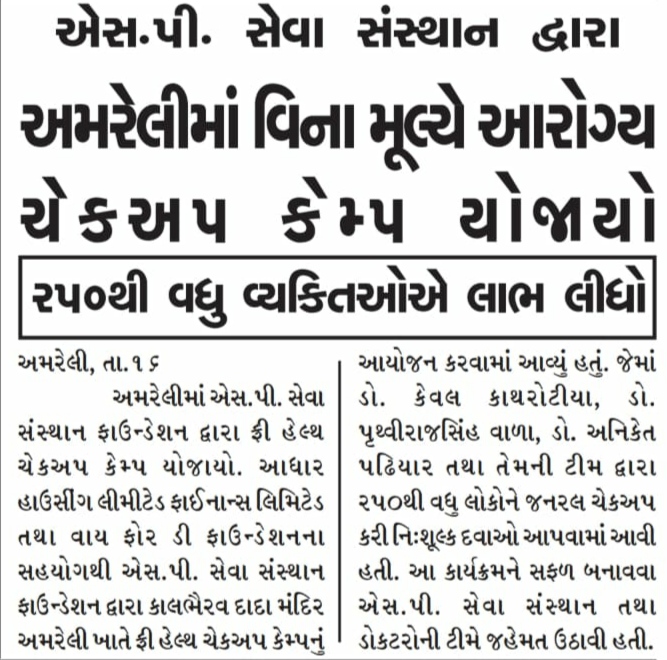 એસ.પી. સેવા સંસ્થાન દ્વારા
અમરેલીમાં વિના મૂલ્યે આરોગ્ય
ચેકઅપ કેમ્પ યોજાયો
૨૫૦થી વધુ વ્યકિતઓએ લાભ લીધો
અમરેલી, તા.૧૬
અમરેલીમાં એસ.પી. સેવા
સંસ્થાન ફાઉન્ડેશન દ્વારા ફ્રી હેલ્થ
ચેકઅપ કેમ્પ યોજાયો. આધાર
હાઉસીંગ લીમીટેડ ફાઈનાન્સ લિમિટેડ
તથા વાય ફોર ડી ફાઉન્ડેશનના
સહયોગથી એસ.પી. સેવા સંસ્થાન
ફાઉન્ડેશન દ્વારા કાલભૈરવ દાદા મંદિર
અમરેલી ખાતે ફ્રી હેલ્થ ચેકઅપ કેમ્પનું
આયોજન કરવામાં આવ્યું હતું. જેમાં
ડો. કેવલ કાથરોટીયા, ડો.
પૃથ્વીરાજસિંહ વાળા, ડો. અનિકેત
પઢિયાર તથા તેમની ટીમ દ્વારા
૨૫૦થી વધુ લોકોને જનરલ ચેકઅપ
કરી નિઃશૂલ્ક દવાઓ આપવામાં આવી
હતી. આ કાર્યક્રમને સફળ બનાવવા
એસ.પી. સેવા સંસ્થાન તથા
ડોકટરોની ટીમે જહેમત ઉઠાવી હતી.